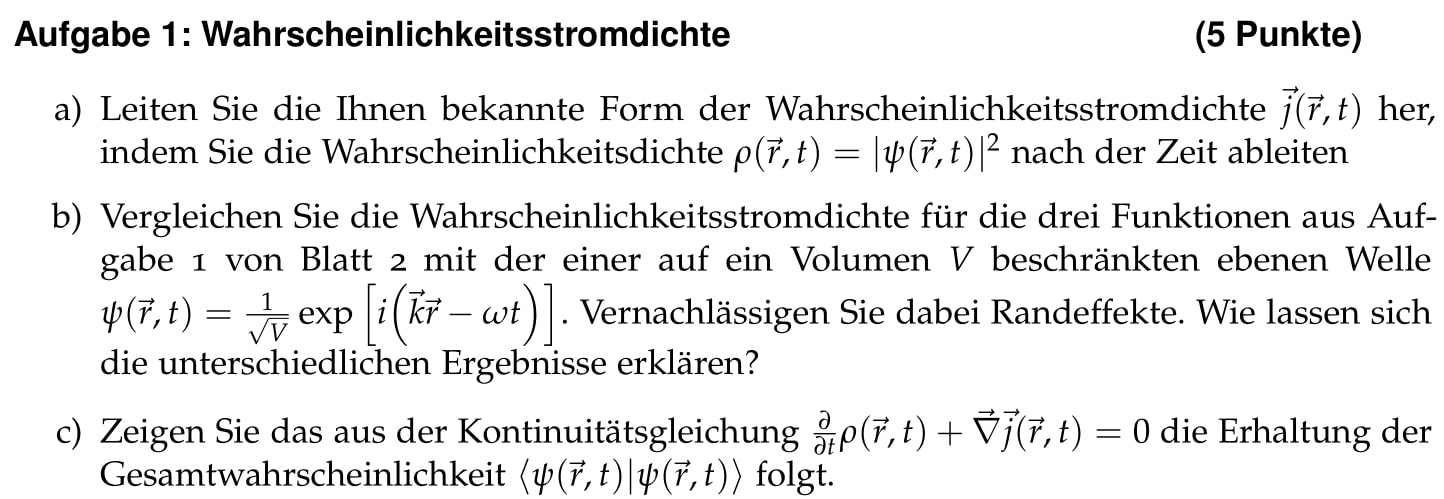 Aufgabe 1: Wahrscheinlichkeitsstromdichte (5 Punkte)
a) Leiten Sie die Ihnen bekannte Form der Wahrscheinlichkeitsstromdichte $\vec{j}(\vec{r}, t)$ her,
indem Sie die Wahrscheinlichkeitsdichte $\rho(\vec{r}, t) = |\psi(\vec{r}, t)|^2$ nach der Zeit ableiten
b) Vergleichen Sie die Wahrscheinlichkeitsstromdichte für die drei Funktionen aus Auf-
gabe 1 von Blatt 2 mit der einer auf ein Volumen $V$ beschränkten ebenen Welle
$\psi(\vec{r}, t) = \frac{1}{\sqrt{V}} \exp\left[i\left(\vec{k}\vec{r} - \omega t\right)\right]$. Vernachlässigen Sie dabei Randeffekte. Wie lassen sich
die unterschiedlichen Ergebnisse erklären?
c) Zeigen Sie das aus der Kontinuitätsgleichung $\frac{\partial}{\partial t}\rho(\vec{r}, t) + \vec{\nabla}\vec{j}(\vec{r}, t) = 0$ die Erhaltung der
Gesamtwahrscheinlichkeit $\langle\psi(\vec{r}, t)|\psi(\vec{r}, t)\rangle$ folgt.